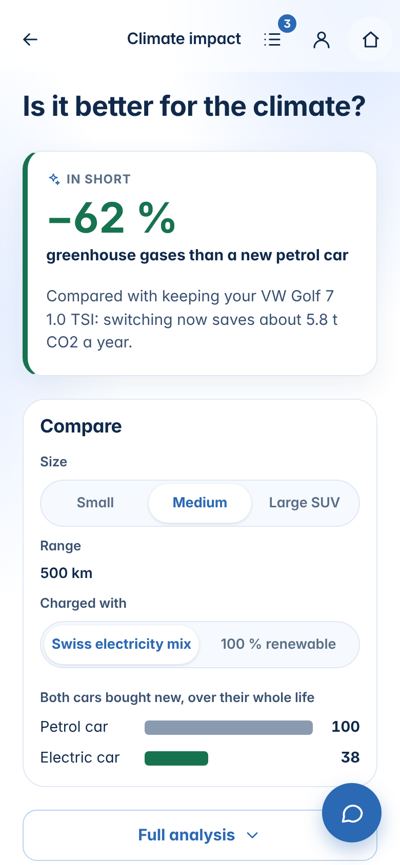 Climate impact
3
Is it better for the climate?
IN SHORT
−62 %
greenhouse gases than a new petrol car
Compared with keeping your VW Golf 7
1.0 TSI: switching now saves about 5.8 t
CO2 a year.
Compare
Size
Small Medium Large SUV
Range
500 km
Charged with
Swiss electricity mix 100 % renewable
Both cars bought new, over their whole life
Petrol car 100
Electric car 38
Full analysis